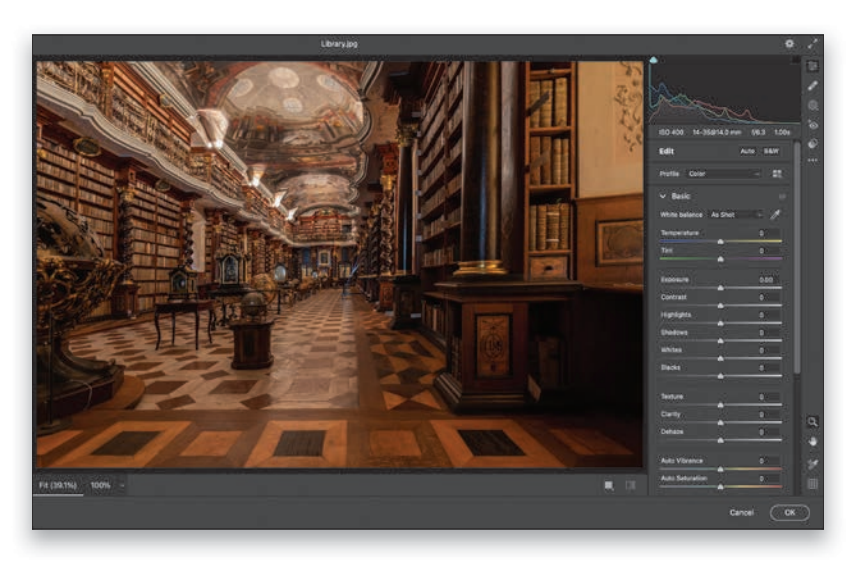 Library.jpg
ISO 400 14-35@14.0 mm f/6.3 1.00s
Edit Auto B&W
Profile Color
Basic
White balance As Shot
Temperature 0
Tint 0
Exposure 0.00
Contrast 0
Highlights 0
Shadows 0
Whites 0
Blacks 0
Texture 0
Clarity 0
Dehaze 0
Auto Vibrance 0
Auto Saturation 0
Fit (39.1%) 100%
Cancel OK